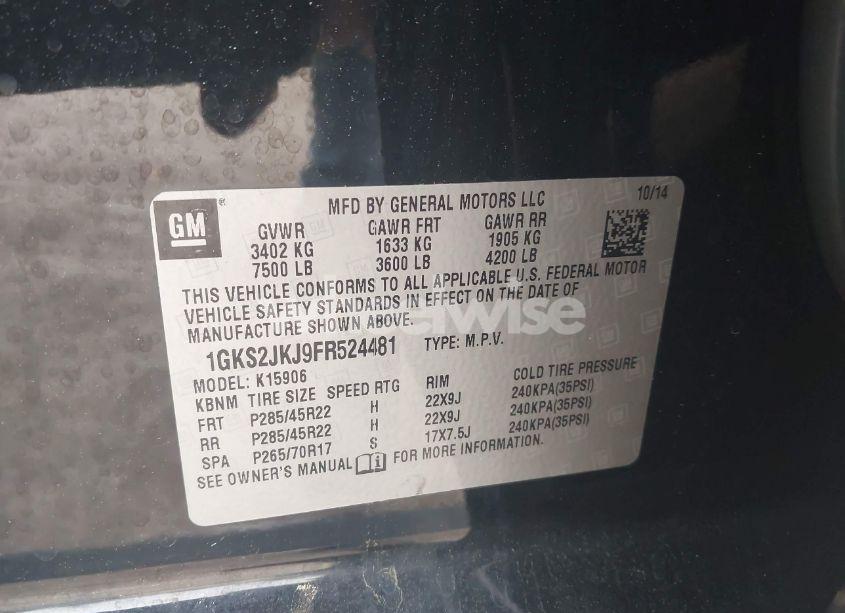 MFD BY GENERAL MOTORS LLC 10/14
GM
GVWR GAWR FRT GAWR RR
3402 KG 1633 KG 1905 KG
7500 LB 3600 LB 4200 LB
THIS VEHICLE CONFORMS TO ALL APPLICABLE U.S. FEDERAL MOTOR
VEHICLE SAFETY STANDARDS IN EFFECT ON THE DATE OF
MANUFACTURE SHOWN ABOVE.
1GKS2JKJ9FR524481 TYPE: M.P.V.
MODEL: K15906
KBNM TIRE SIZE SPEED RTG RIM COLD TIRE PRESSURE
FRT P285/45R22 H 22X9J 240KPA(35PSI)
RR P285/45R22 H 22X9J 240KPA(35PSI)
SPA P265/70R17 S 17X7.5J 240KPA(35PSI)
SEE OWNER'S MANUAL FOR MORE INFORMATION.